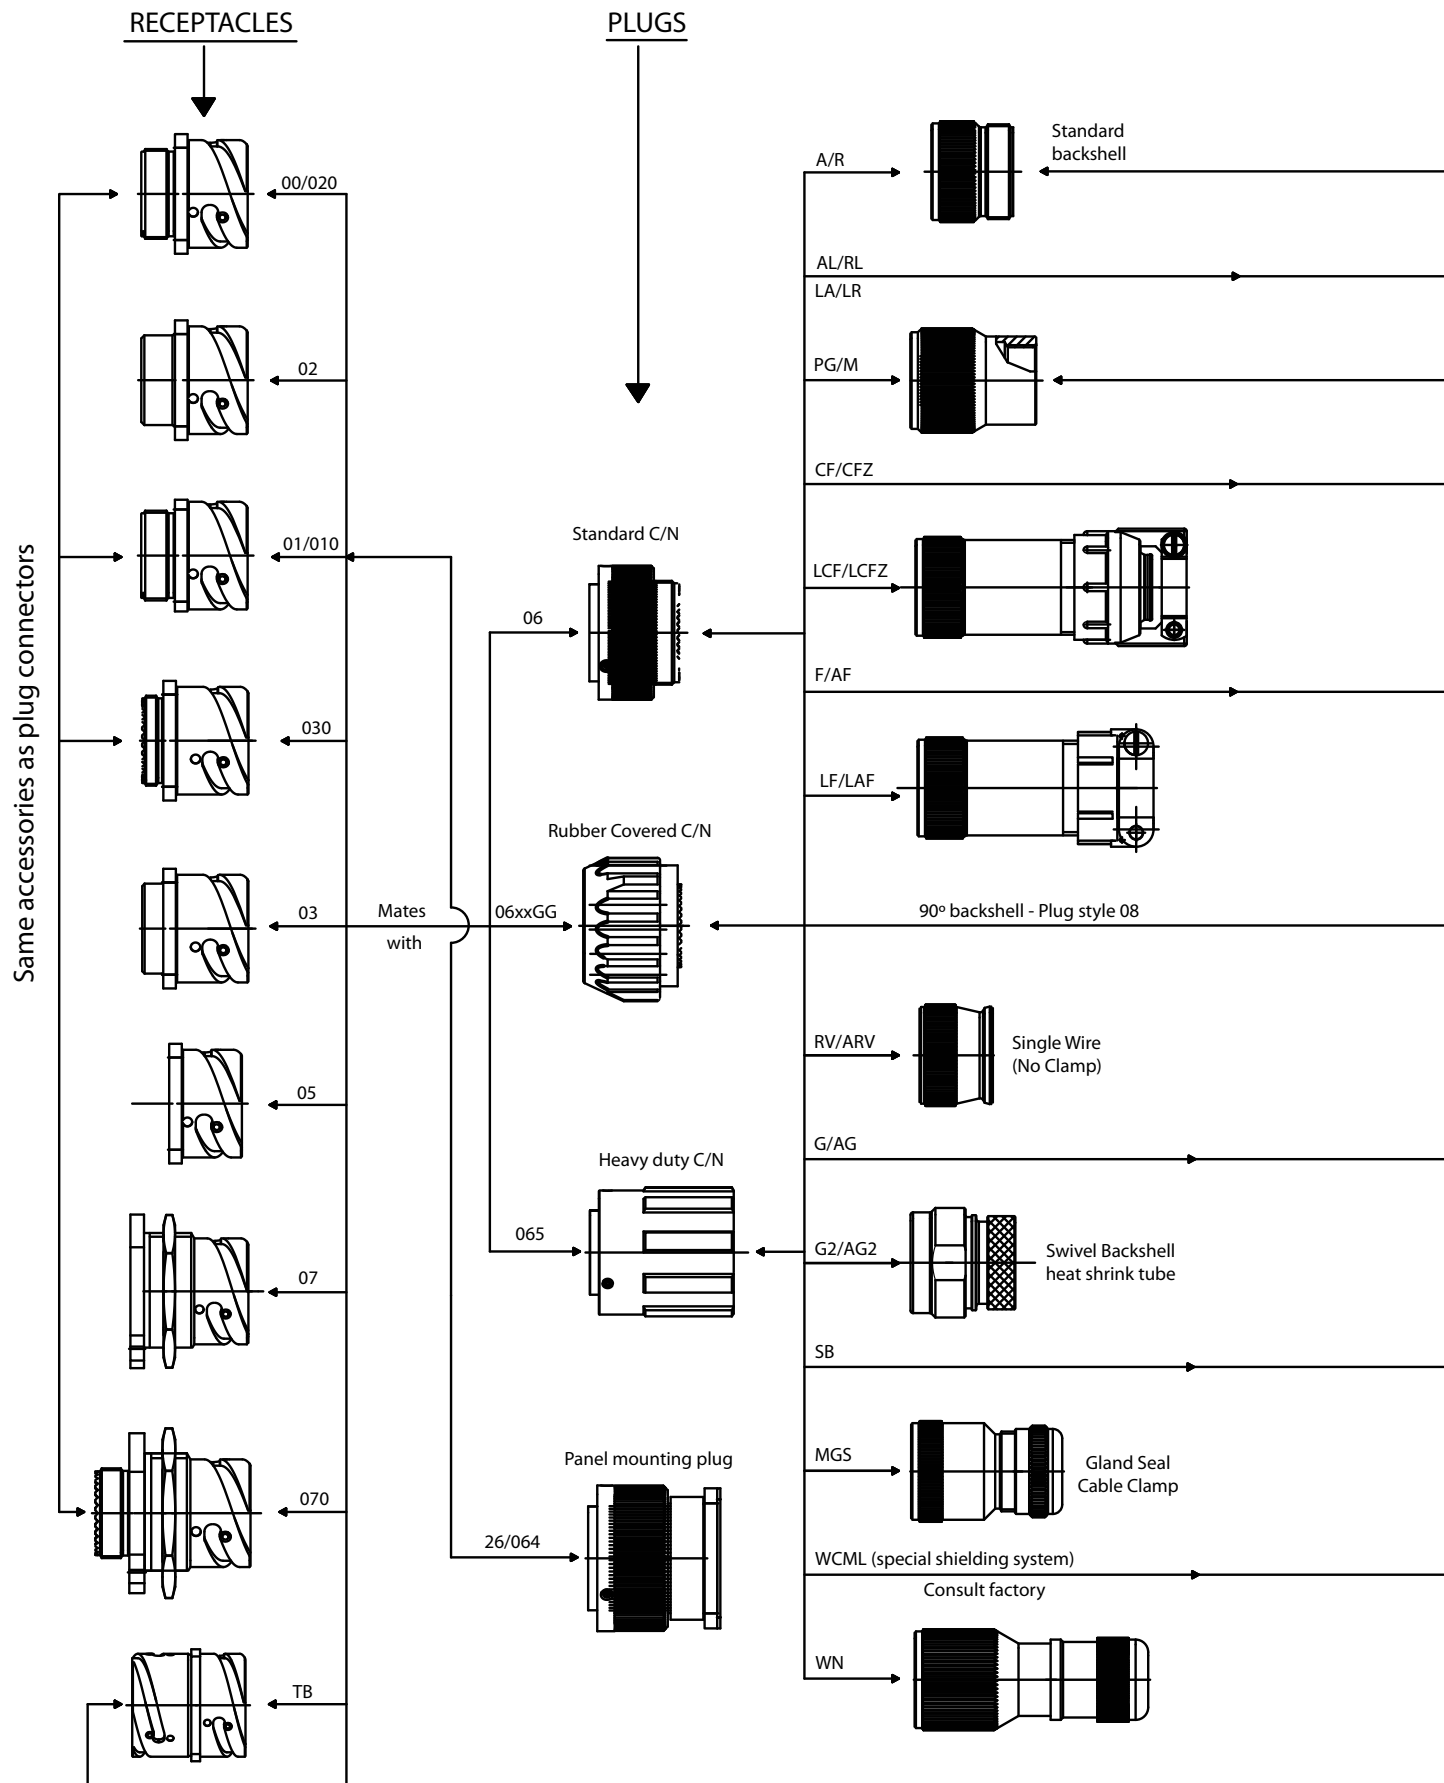 RECEPTACLES
PLUGS
Same accessories as plug connectors
00/020
02
01/010
030
03
05
07
070
TB
Mates
with
Standard C/N
06
Rubber Covered C/N
06xxGG
Heavy duty C/N
065
Panel mounting plug
26/064
A/R
Standard
backshell
AL/RL
LA/LR
PG/M
CF/CFZ
LCF/LCFZ
F/AF
LF/LAF
90º backshell - Plug style 08
RV/ARV
Single Wire
(No Clamp)
G/AG
G2/AG2
Swivel Backshell
heat shrink tube
SB
MGS
Gland Seal
Cable Clamp
WCML (special shielding system)
Consult factory
WN